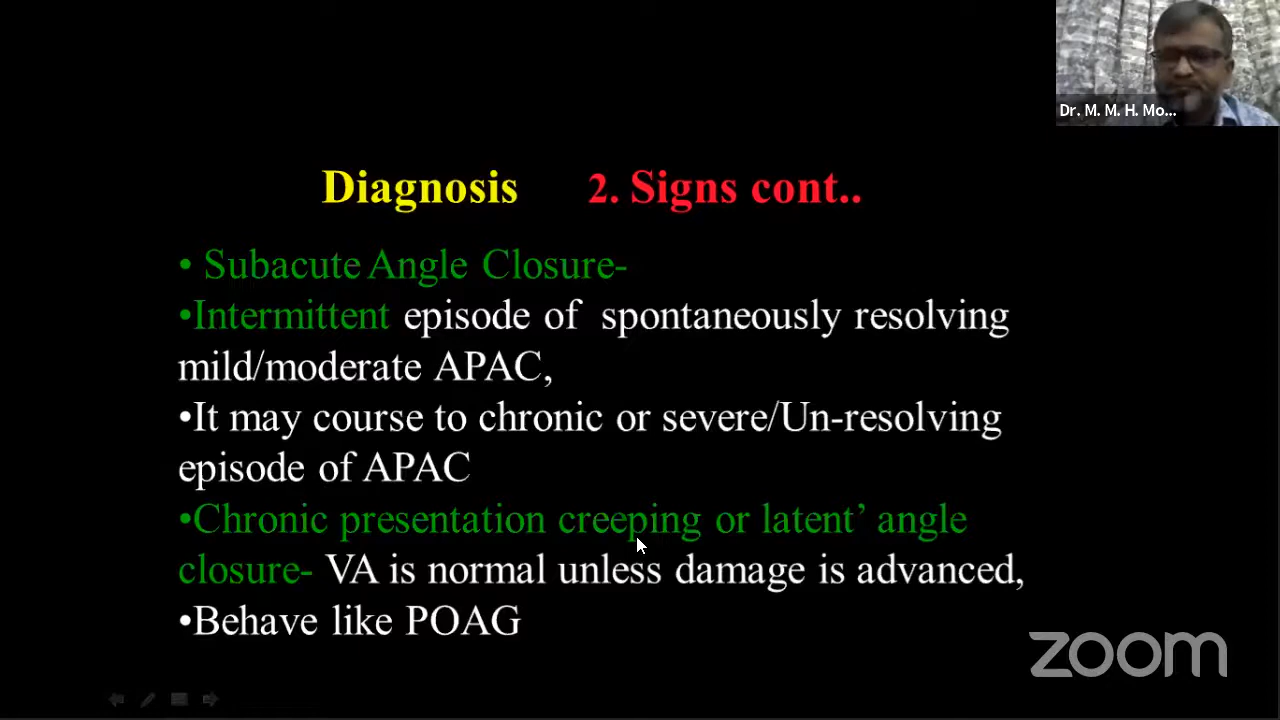 Dr. M. M. H. Mo...
Diagnosis 2. Signs cont..
• Subacute Angle Closure-
•Intermittent episode of spontaneously resolving
mild/moderate APAC,
•It may course to chronic or severe/Un-resolving
episode of APAC
•Chronic presentation creeping or latent’ angle
closure- VA is normal unless damage is advanced,
•Behave like POAG
zoom